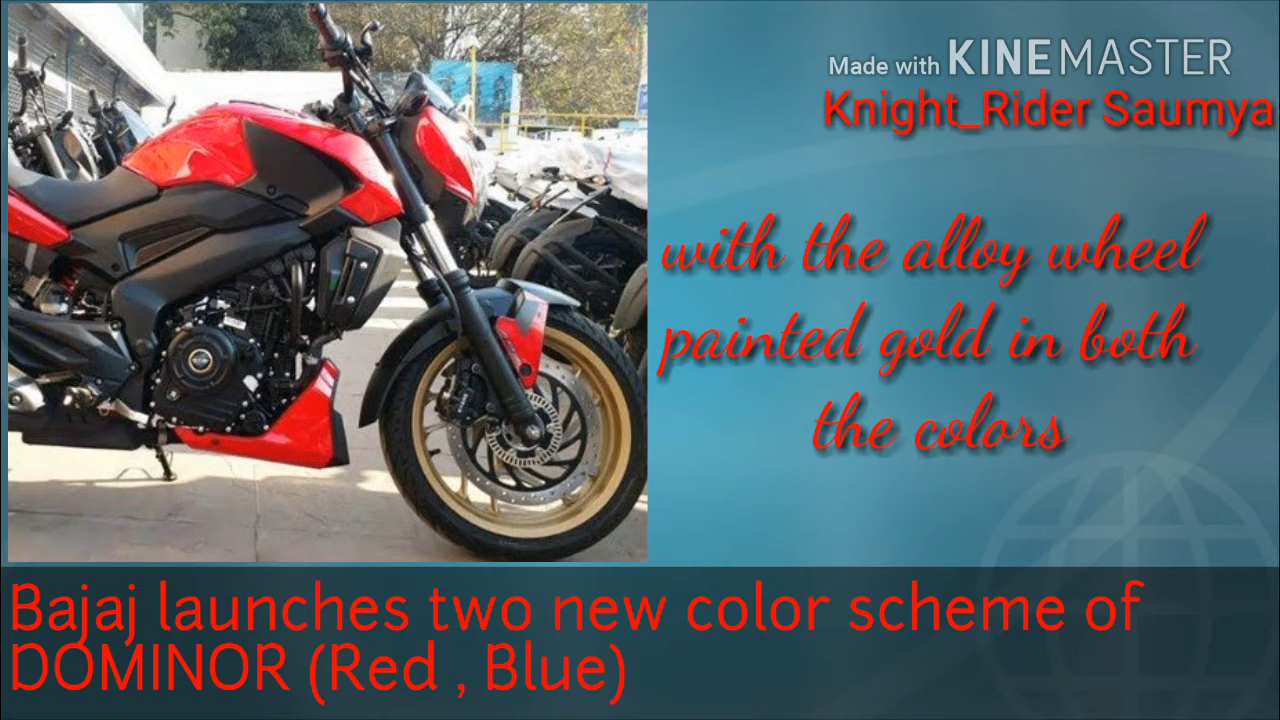 Made with KINEMASTER
Knight_Rider Saumya
with the alloy wheel
painted gold in both
the colors
Bajaj launches two new color scheme of
DOMINOR (Red , Blue)